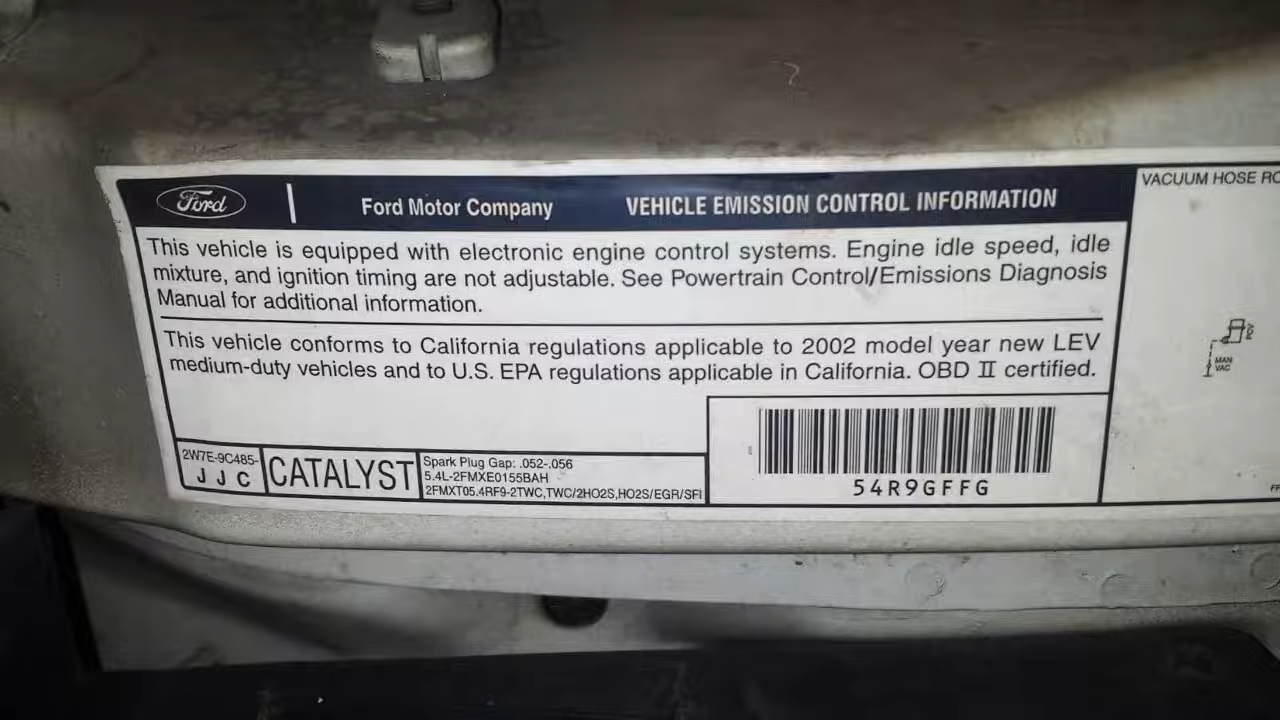 Ford
Ford Motor Company
VEHICLE EMISSION CONTROL INFORMATION
This vehicle is equipped with electronic engine control systems. Engine idle speed, idle
mixture, and ignition timing are not adjustable. See Powertrain Control/Emissions Diagnosis
Manual for additional information.
This vehicle conforms to California regulations applicable to 2002 model year new LEV
medium-duty vehicles and to U.S. EPA regulations applicable in California. OBD II certified.
2W7E-9C485-
J J C
CATALYST
Spark Plug Gap: .052-.056
5.4L-2FMXE0155BAH
2FMXT05.4RF9-2TWC,TWC/2HO2S,HO2S/EGR/SFI
54R9GFFG
VACUUM HOSE RO
MAN
VAC